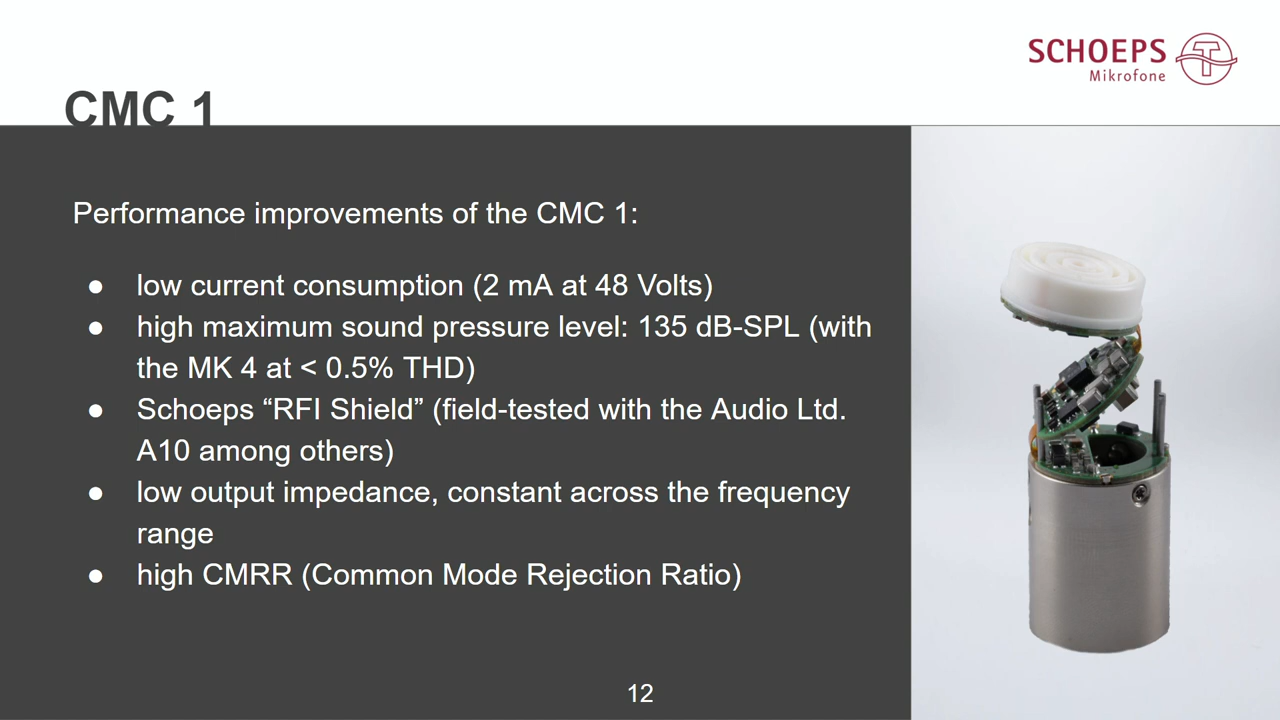 SCHOEPS
Mikrofone
CMC 1
Performance improvements of the CMC 1:
● low current consumption (2 mA at 48 Volts)
● high maximum sound pressure level: 135 dB-SPL (with
the MK 4 at < 0.5% THD)
● Schoeps “RFI Shield” (field-tested with the Audio Ltd.
A10 among others)
● low output impedance, constant across the frequency
range
● high CMRR (Common Mode Rejection Ratio)
12